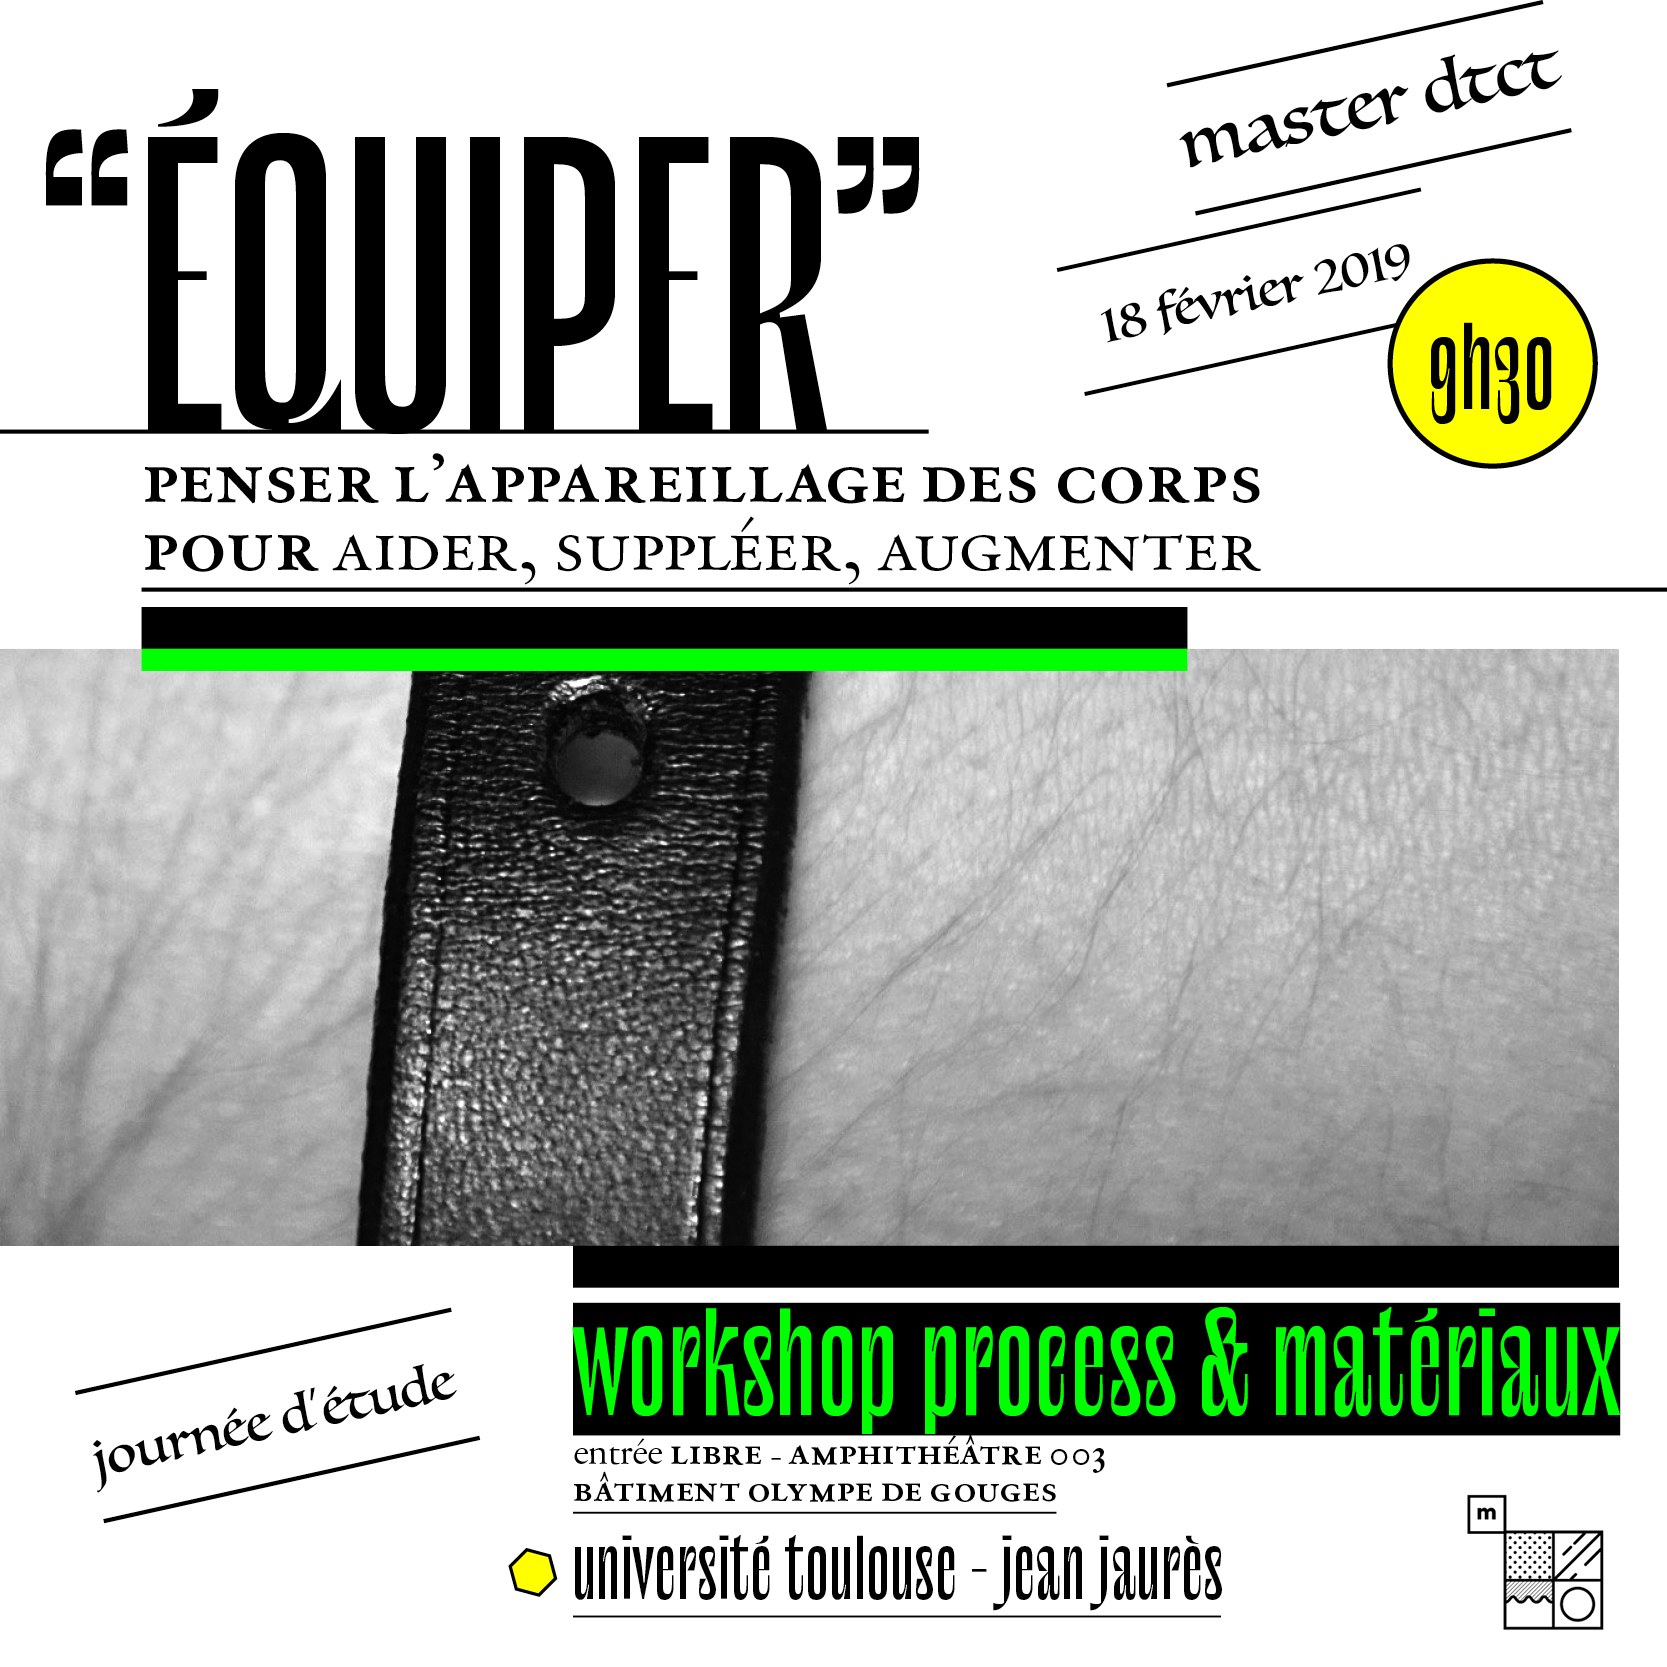 master dtct
“ÉQUIPER”
18 février 2019
9h30
PENSER L’APPAREILLAGE DES CORPS
POUR AIDER, SUPPLÉER, AUGMENTER
workshop process & matériaux
journée d'étude
entrée LIBRE - AMPHITHÉÂTRE 003
BÂTIMENT OLYMPE DE GOUGES
université toulouse - jean jaurès
m